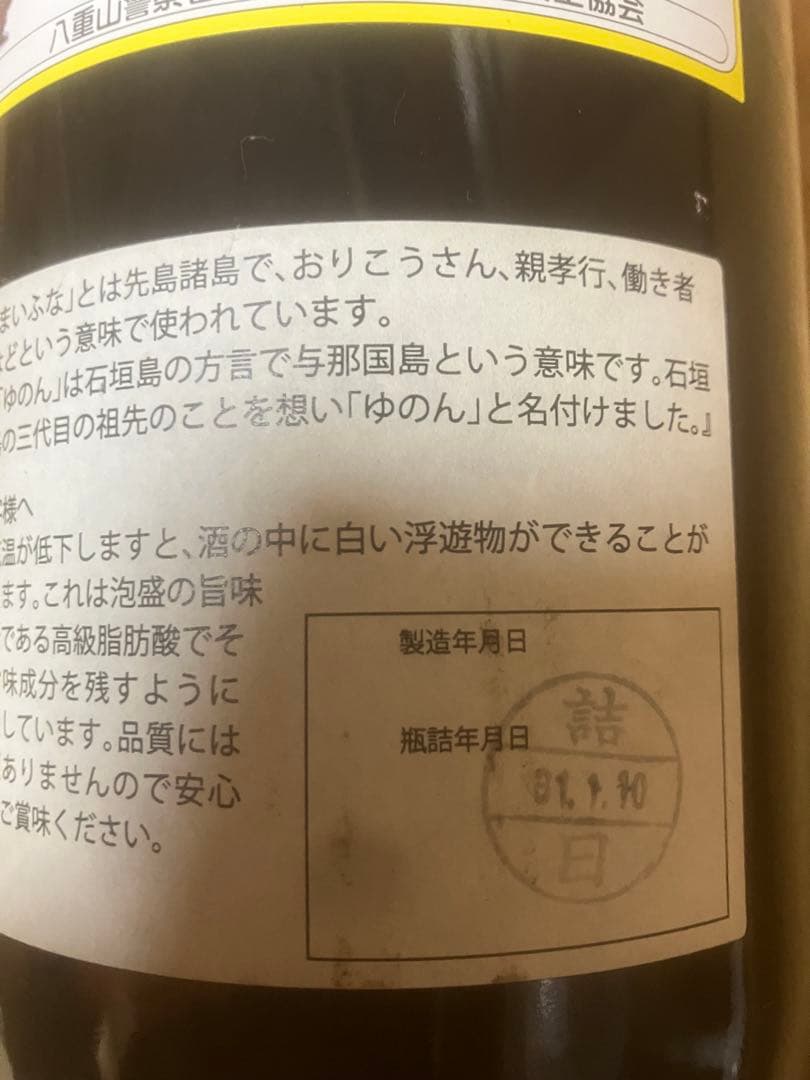 八重山警察
協会
まいふな」とは先島諸島で、おりこうさん、親孝行、働き者
などという意味で使われています。
「ゆのん」は石垣島の方言で与那国島という意味です。石垣
の三代目の祖先のことを想い「ゆのん」と名付けました。』
様へ
温が低下しますと、酒の中に白い浮遊物ができることが
ます。これは泡盛の旨味
である高級脂肪酸でそ
味成分を残すように
しています。品質には
ありませんので安心
ご賞味ください。
製造年月日
瓶詰年月日
詰
31.1.10
日